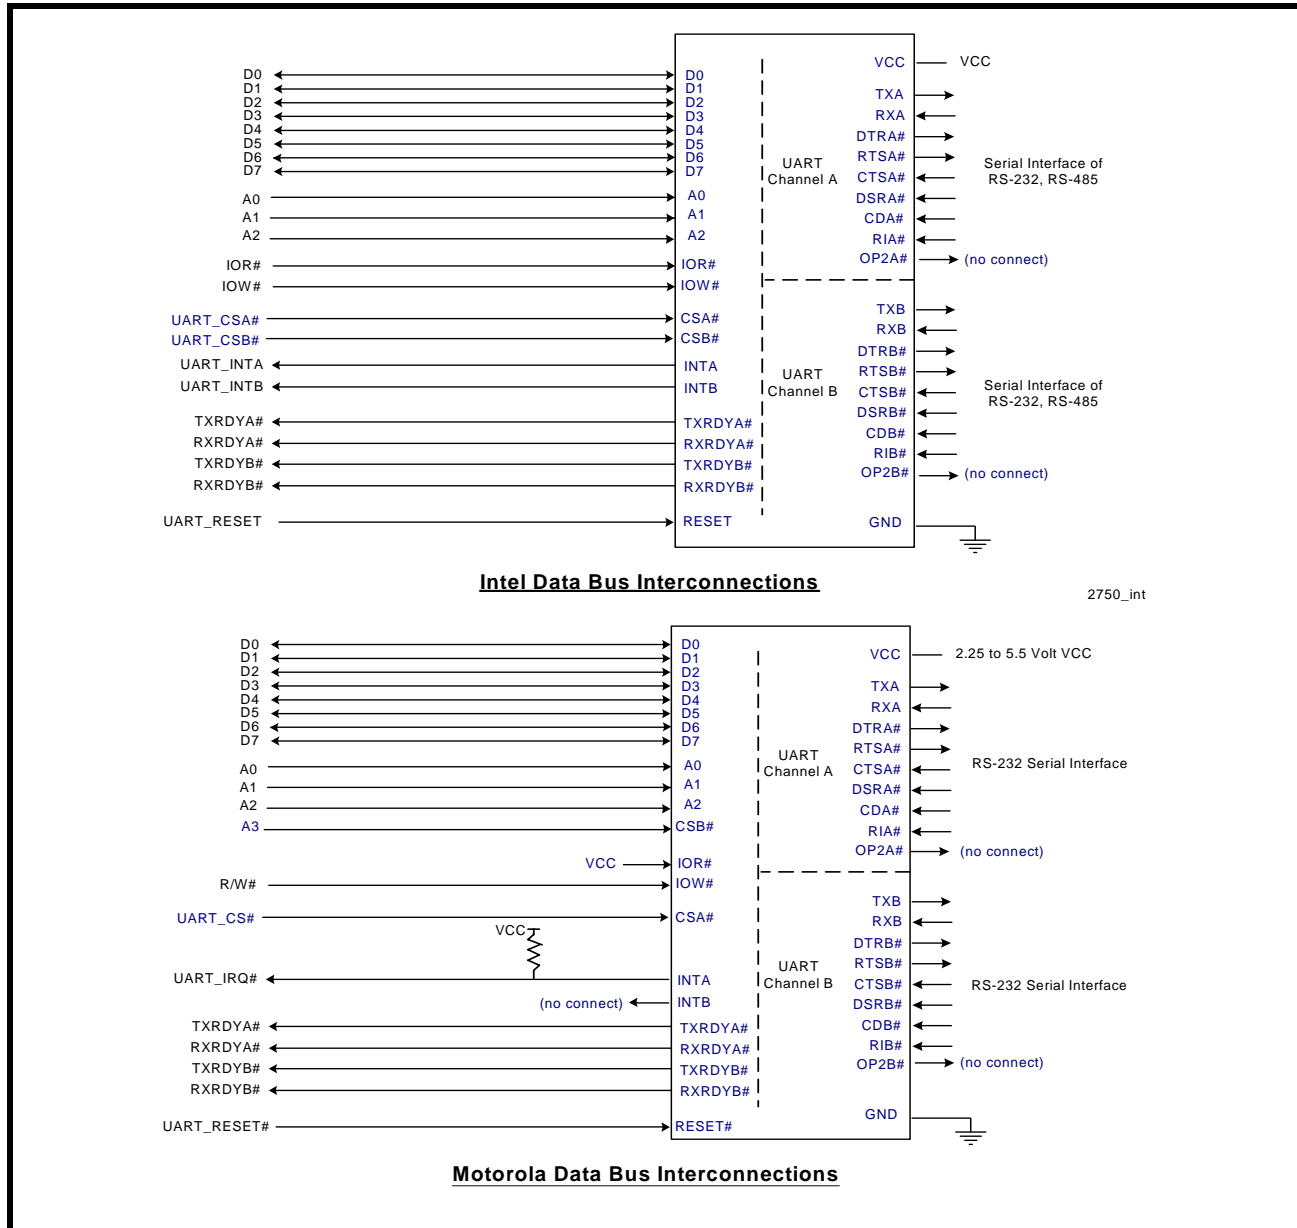 D0 D0 VCC VCC
D1 D1
D2 D2 TXA
D3 D3 RXA
D4 D4 DTRA#
D5 D5
D6 D6 UART RTSA# Serial Interface of
D7 D7 Channel A CTSA# RS-232, RS-485
A0 A0 DSRA#
A1 A1 CDA#
A2 A2 RIA#
IOR# IOR# OP2A# (no connect)
IOW# IOW#
UART_CSA# CSA# TXB
UART_CSB# CSB# RXB
DTRB#
UART_INTA INTA UART RTSB# Serial Interface of
UART_INTB INTB Channel B CTSB# RS-232, RS-485
DSRB#
TXRDYA# TXRDYA# CDB#
RXRDYA# RXRDYA# RIB#
TXRDYB# TXRDYB# OP2B# (no connect)
RXRDYB# RXRDYB#
UART_RESET RESET GND
Intel Data Bus Interconnections
2750_int
D0 D0 VCC 2.25 to 5.5 Volt VCC
D1 D1
D2 D2 TXA
D3 D3
D4 D4 RXA
D5 D5 DTRA#
D6 D6
D7 D7 UART RTSA#
A0 A0 Channel A CTSA# RS-232 Serial Interface
A1 A1 DSRA#
A2 A2 CDA#
A3 CSB# RIA#
VCC IOR# OP2A# (no connect)
R/W# IOW#
UART_CS# CSA# TXB
VCC RXB
DTRB#
UART_IRQ# INTA UART RTSB#
(no connect) INTB Channel B CTSB# RS-232 Serial Interface
DSRB#
TXRDYA# TXRDYA# CDB#
RXRDYA# RXRDYA# RIB#
TXRDYB# TXRDYB# OP2B# (no connect)
RXRDYB# RXRDYB#
UART_RESET# RESET# GND
Motorola Data Bus Interconnections